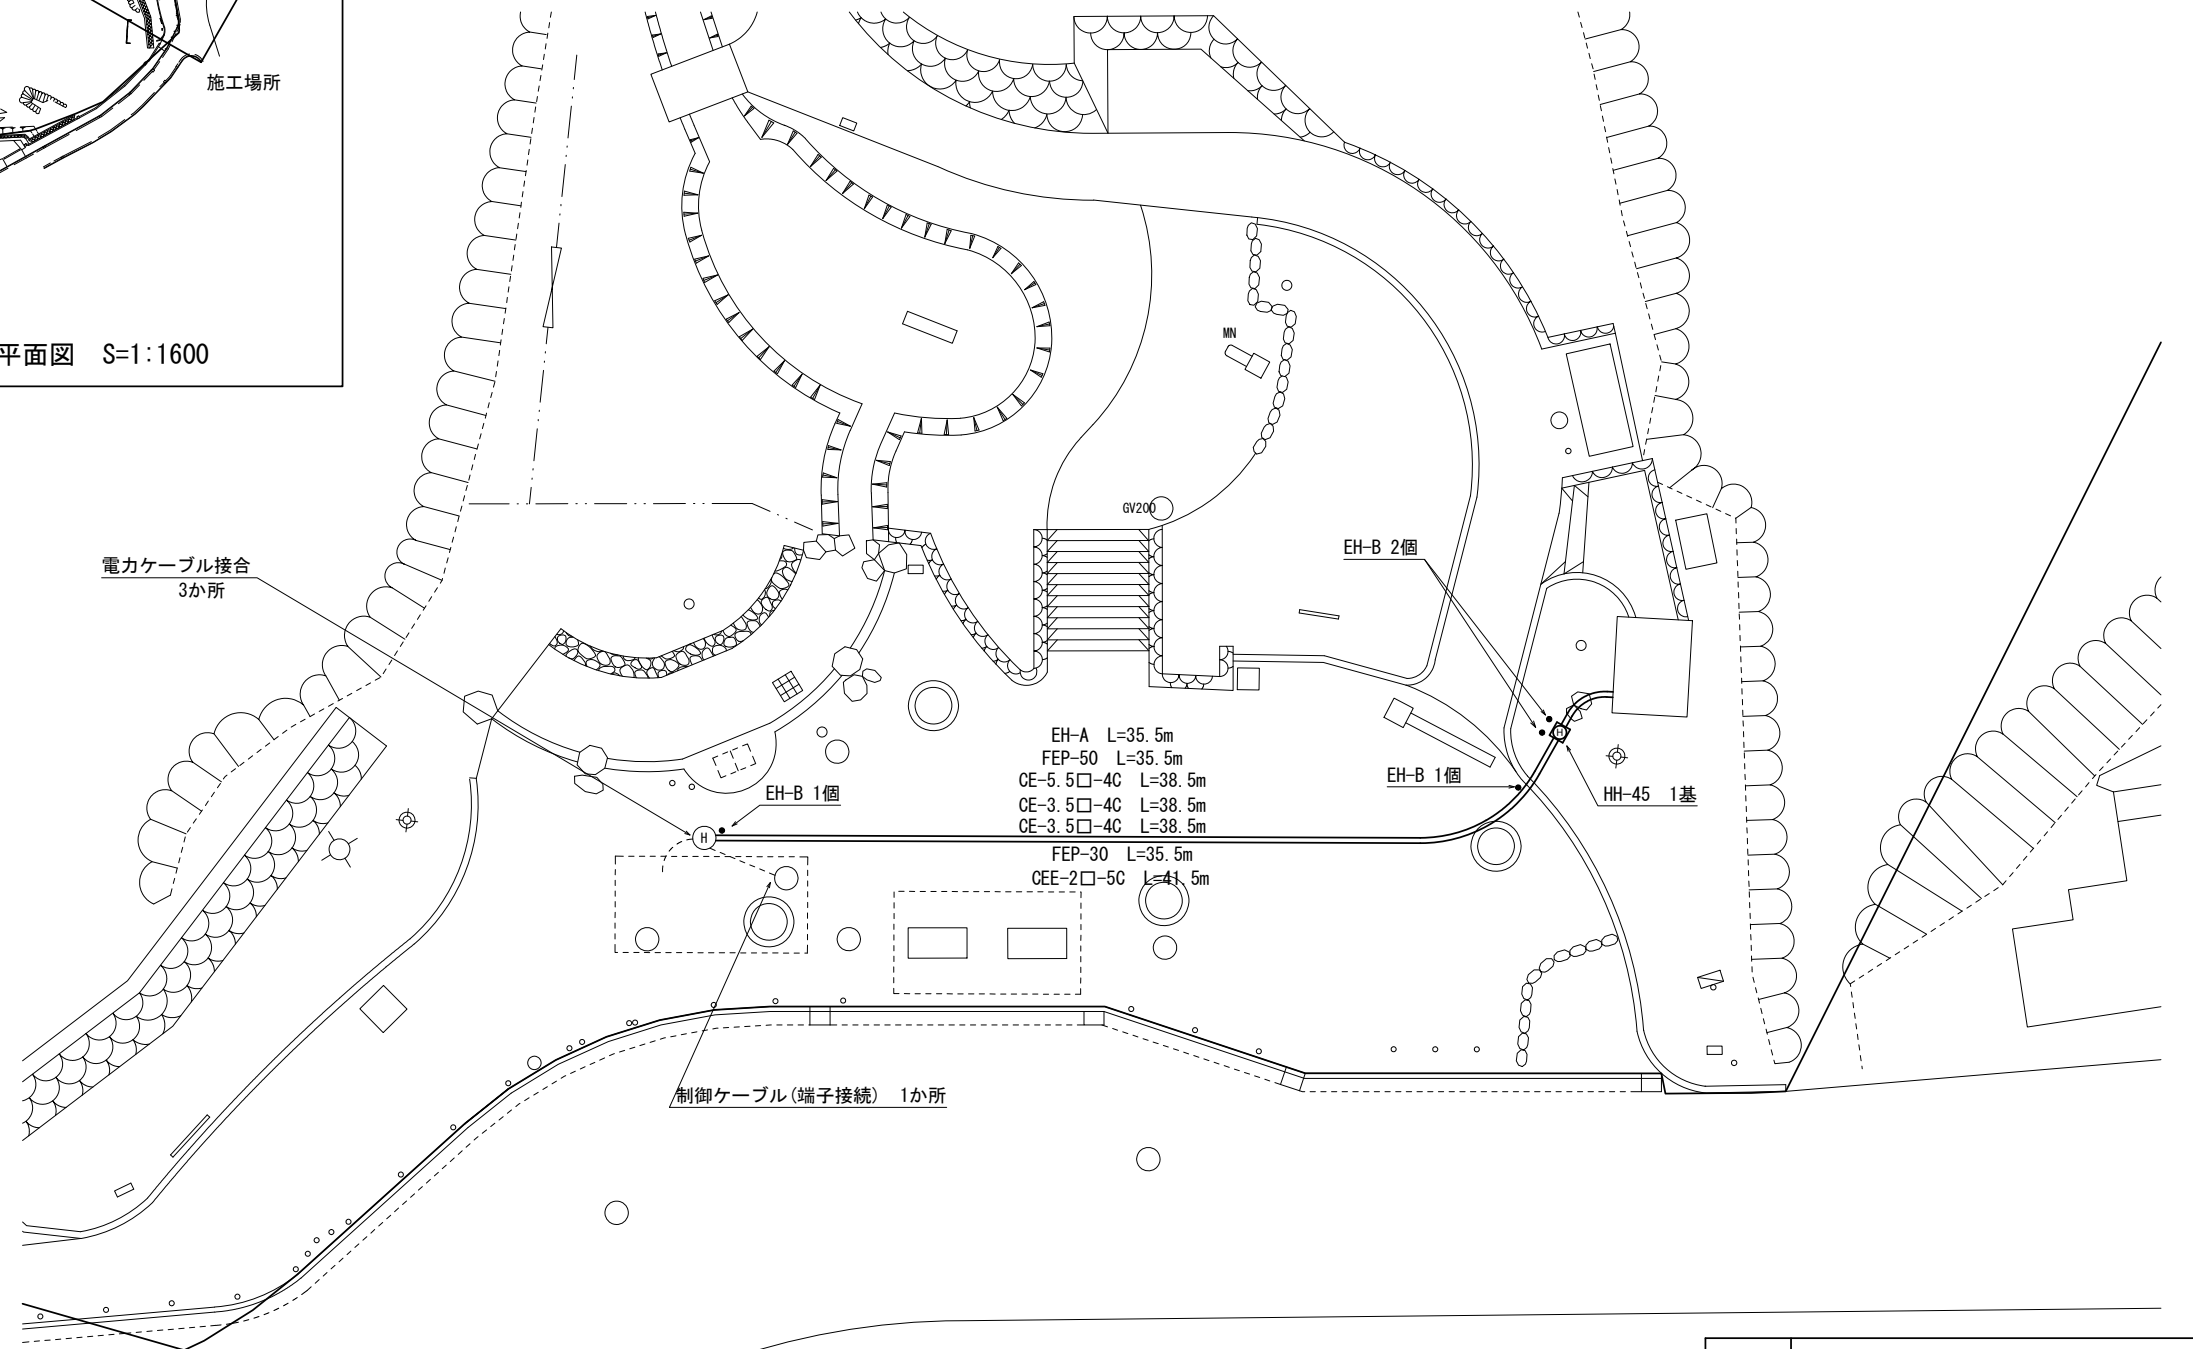 施工場所
平面図 S=1:1600
MN
GV200
電力ケーブル接合
3か所
EH-B 2個
EH-A L=35.5m
FEP-50 L=35.5m
CE-5.5□-4C L=38.5m
CE-3.5□-4C L=38.5m
CE-3.5□-4C L=38.5m
FEP-30 L=35.5m
CEE-2□-5C L=41.5m
EH-B 1個
HH-45 1基
EH-B 1個
H
H
制御ケーブル(端子接続) 1か所